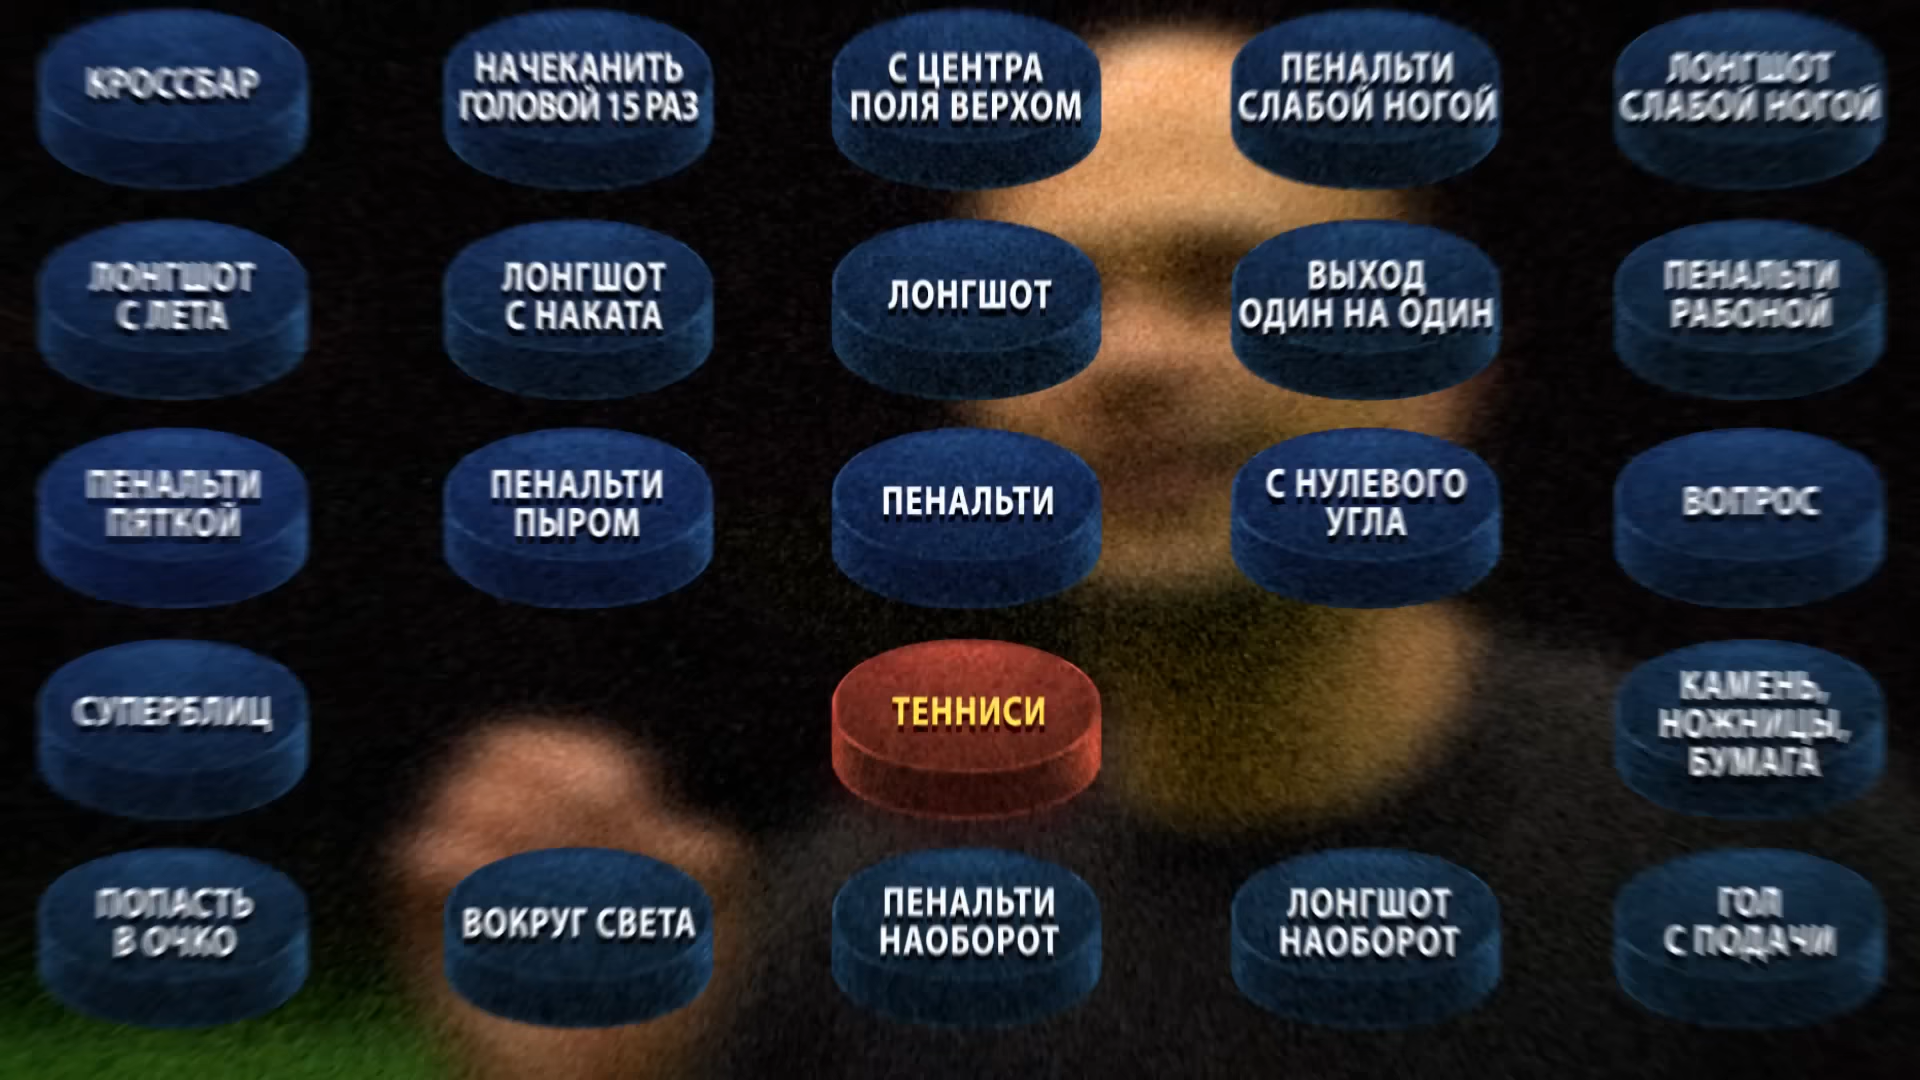 КРОССБАР
НАЧЕКАНИТЬ
ГОЛОВОЙ 15 РАЗ
С ЦЕНТРА
ПОЛЯ ВЕРХОМ
ПЕНАЛЬТИ
СЛАБОЙ НОГОЙ
ЛОНГШОТ
СЛАБОЙ НОГОЙ
ЛОНГШОТ
С ЛЕТА
ЛОНГШОТ
С НАКАТА
ЛОНГШОТ
ВЫХОД
ОДИН НА ОДИН
ПЕНАЛЬТИ
РАБОНОЙ
ПЕНАЛЬТИ
ПЯТКОЙ
ПЕНАЛЬТИ
ПЫРОМ
ПЕНАЛЬТИ
С НУЛЕВОГО
УГЛА
ВОПРОС
СУПЕРБЛИЦ
ТЕННИСИ
КАМЕНЬ,
НОЖНИЦЫ,
БУМАГА
ПОПАСТЬ
В ОЧКО
ВОКРУГ СВЕТА
ПЕНАЛЬТИ
НАОБОРОТ
ЛОНГШОТ
НАОБОРОТ
ГОЛ
С ПОДАЧИ